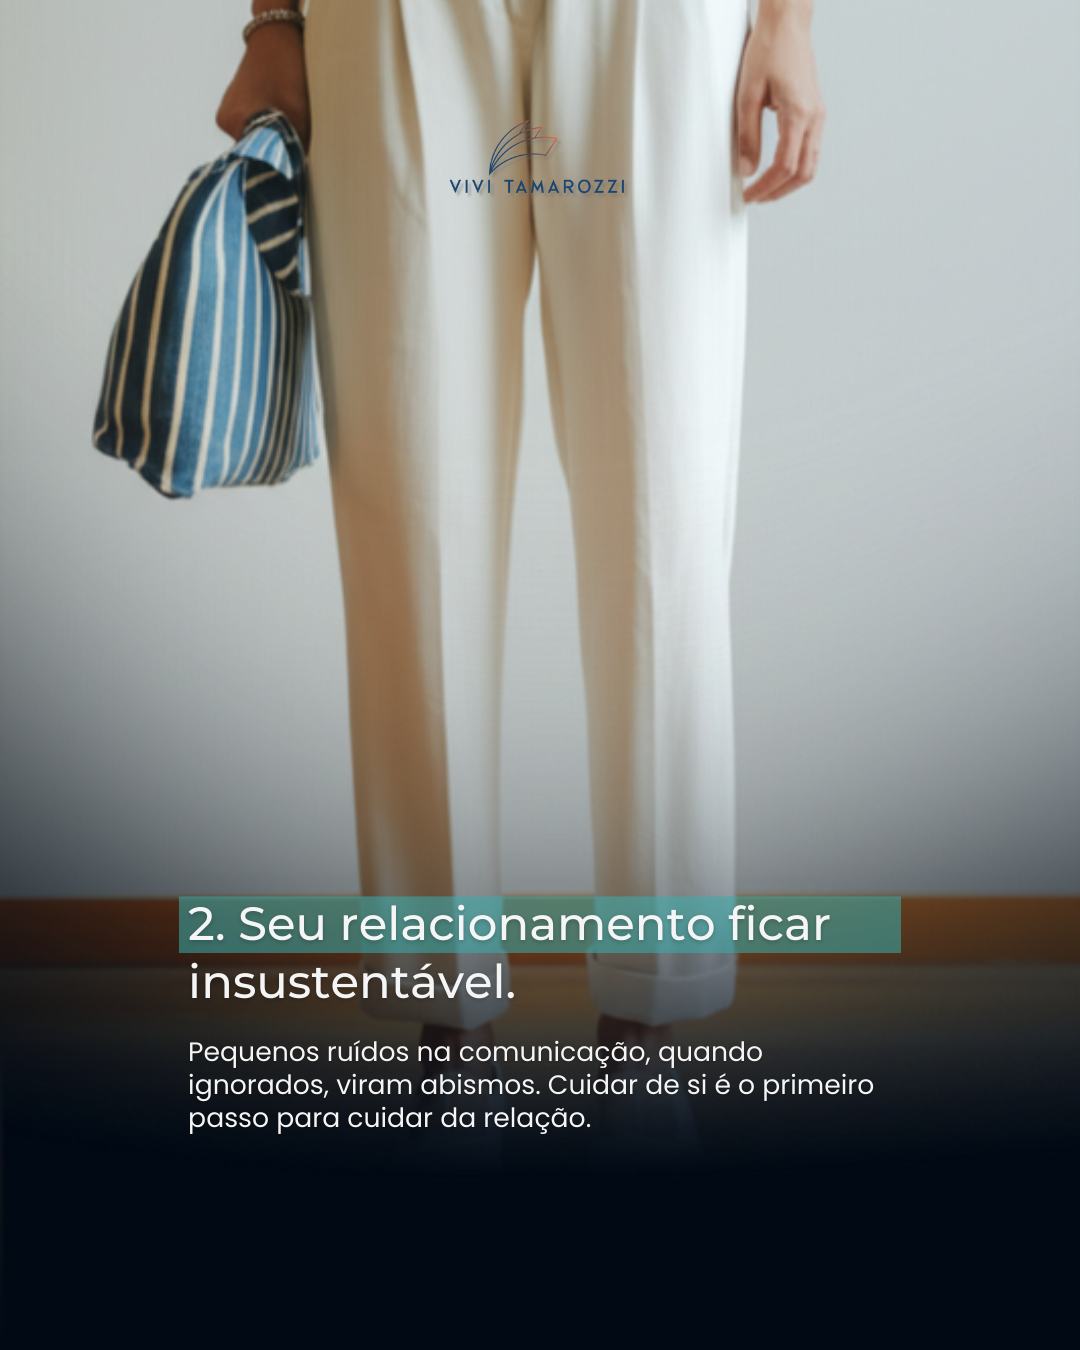 VIVI TAMAROZZI
2. Seu relacionamento ficar
insustentável.
Pequenos ruídos na comunicação, quando
ignorados, viram abismos. Cuidar de si é o primeiro
passo para cuidar da relação.